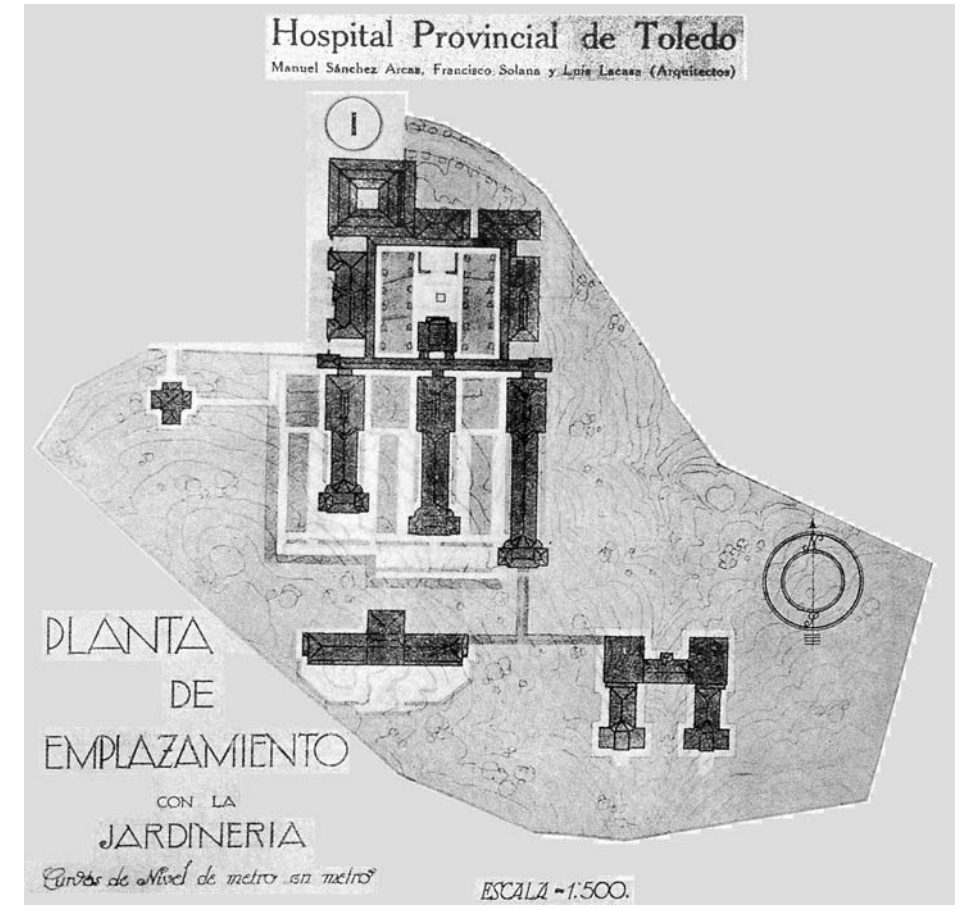 Hospital Provincial de Toledo
Manuel Sánchez Arcas, Francisco Solana y Luis Lacasa (Arquitectos)
I
N
S
PLANTA
DE
EMPLAZAMIENTO
CON LA
JARDINERIA
Curvas de Nivel de metro en metro
ESCALA - 1:500.